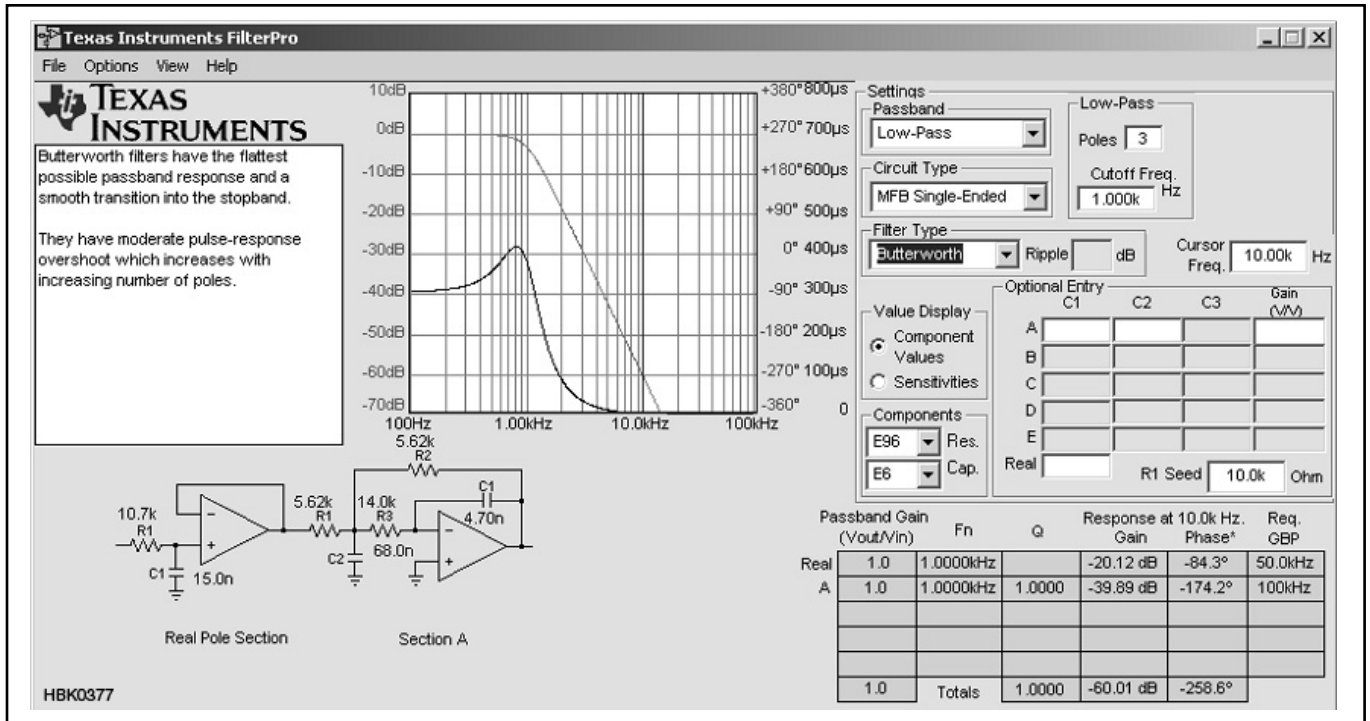 Texas Instruments FilterPro
File Options View Help
TEXAS
INSTRUMENTS
Butterworth filters have the flattest
possible passband response and a
smooth transition into the stopband.
They have moderate pulse-response
overshoot which increases with
increasing number of poles.
10dB +380° 800µs
0dB +270° 700µs
-10dB +180° 600µs
-20dB +90° 500µs
-30dB 0° 400µs
-40dB -90° 300µs
-50dB -180° 200µs
-60dB -270° 100µs
-70dB -360° 0
100Hz 1.00kHz 10.0kHz 100kHz
Settings
Passband
Low-Pass
Low-Pass
Poles 3
Cutoff Freq.
1.000k Hz
Circuit Type
MFB Single-Ended
Filter Type
Butterworth Ripple dB
Cursor Freq. 10.00k Hz
Value Display
Component
Values
Sensitivities
Components
E96 Res.
E6 Cap.
Optional Entry
C1 C2 C3 Gain (V/V)
A
B
C
D
E
Real R1 Seed 10.0k Ohm
5.62k
R2
10.7k
R1
C1 15.0n
5.62k
R1
14.0k
R3
C1
4.70n
C2 68.0n
Real Pole Section
Section A
Passband Gain (Vout/Vin) Fn Q Response at 10.0k Hz. Req.
Gain Phase* GBP
Real 1.0 1.0000kHz -20.12 dB -84.3° 50.0kHz
A 1.0 1.0000kHz 1.0000 -39.89 dB -174.2° 100kHz
1.0 Totals 1.0000 -60.01 dB -258.6°
HBK0377